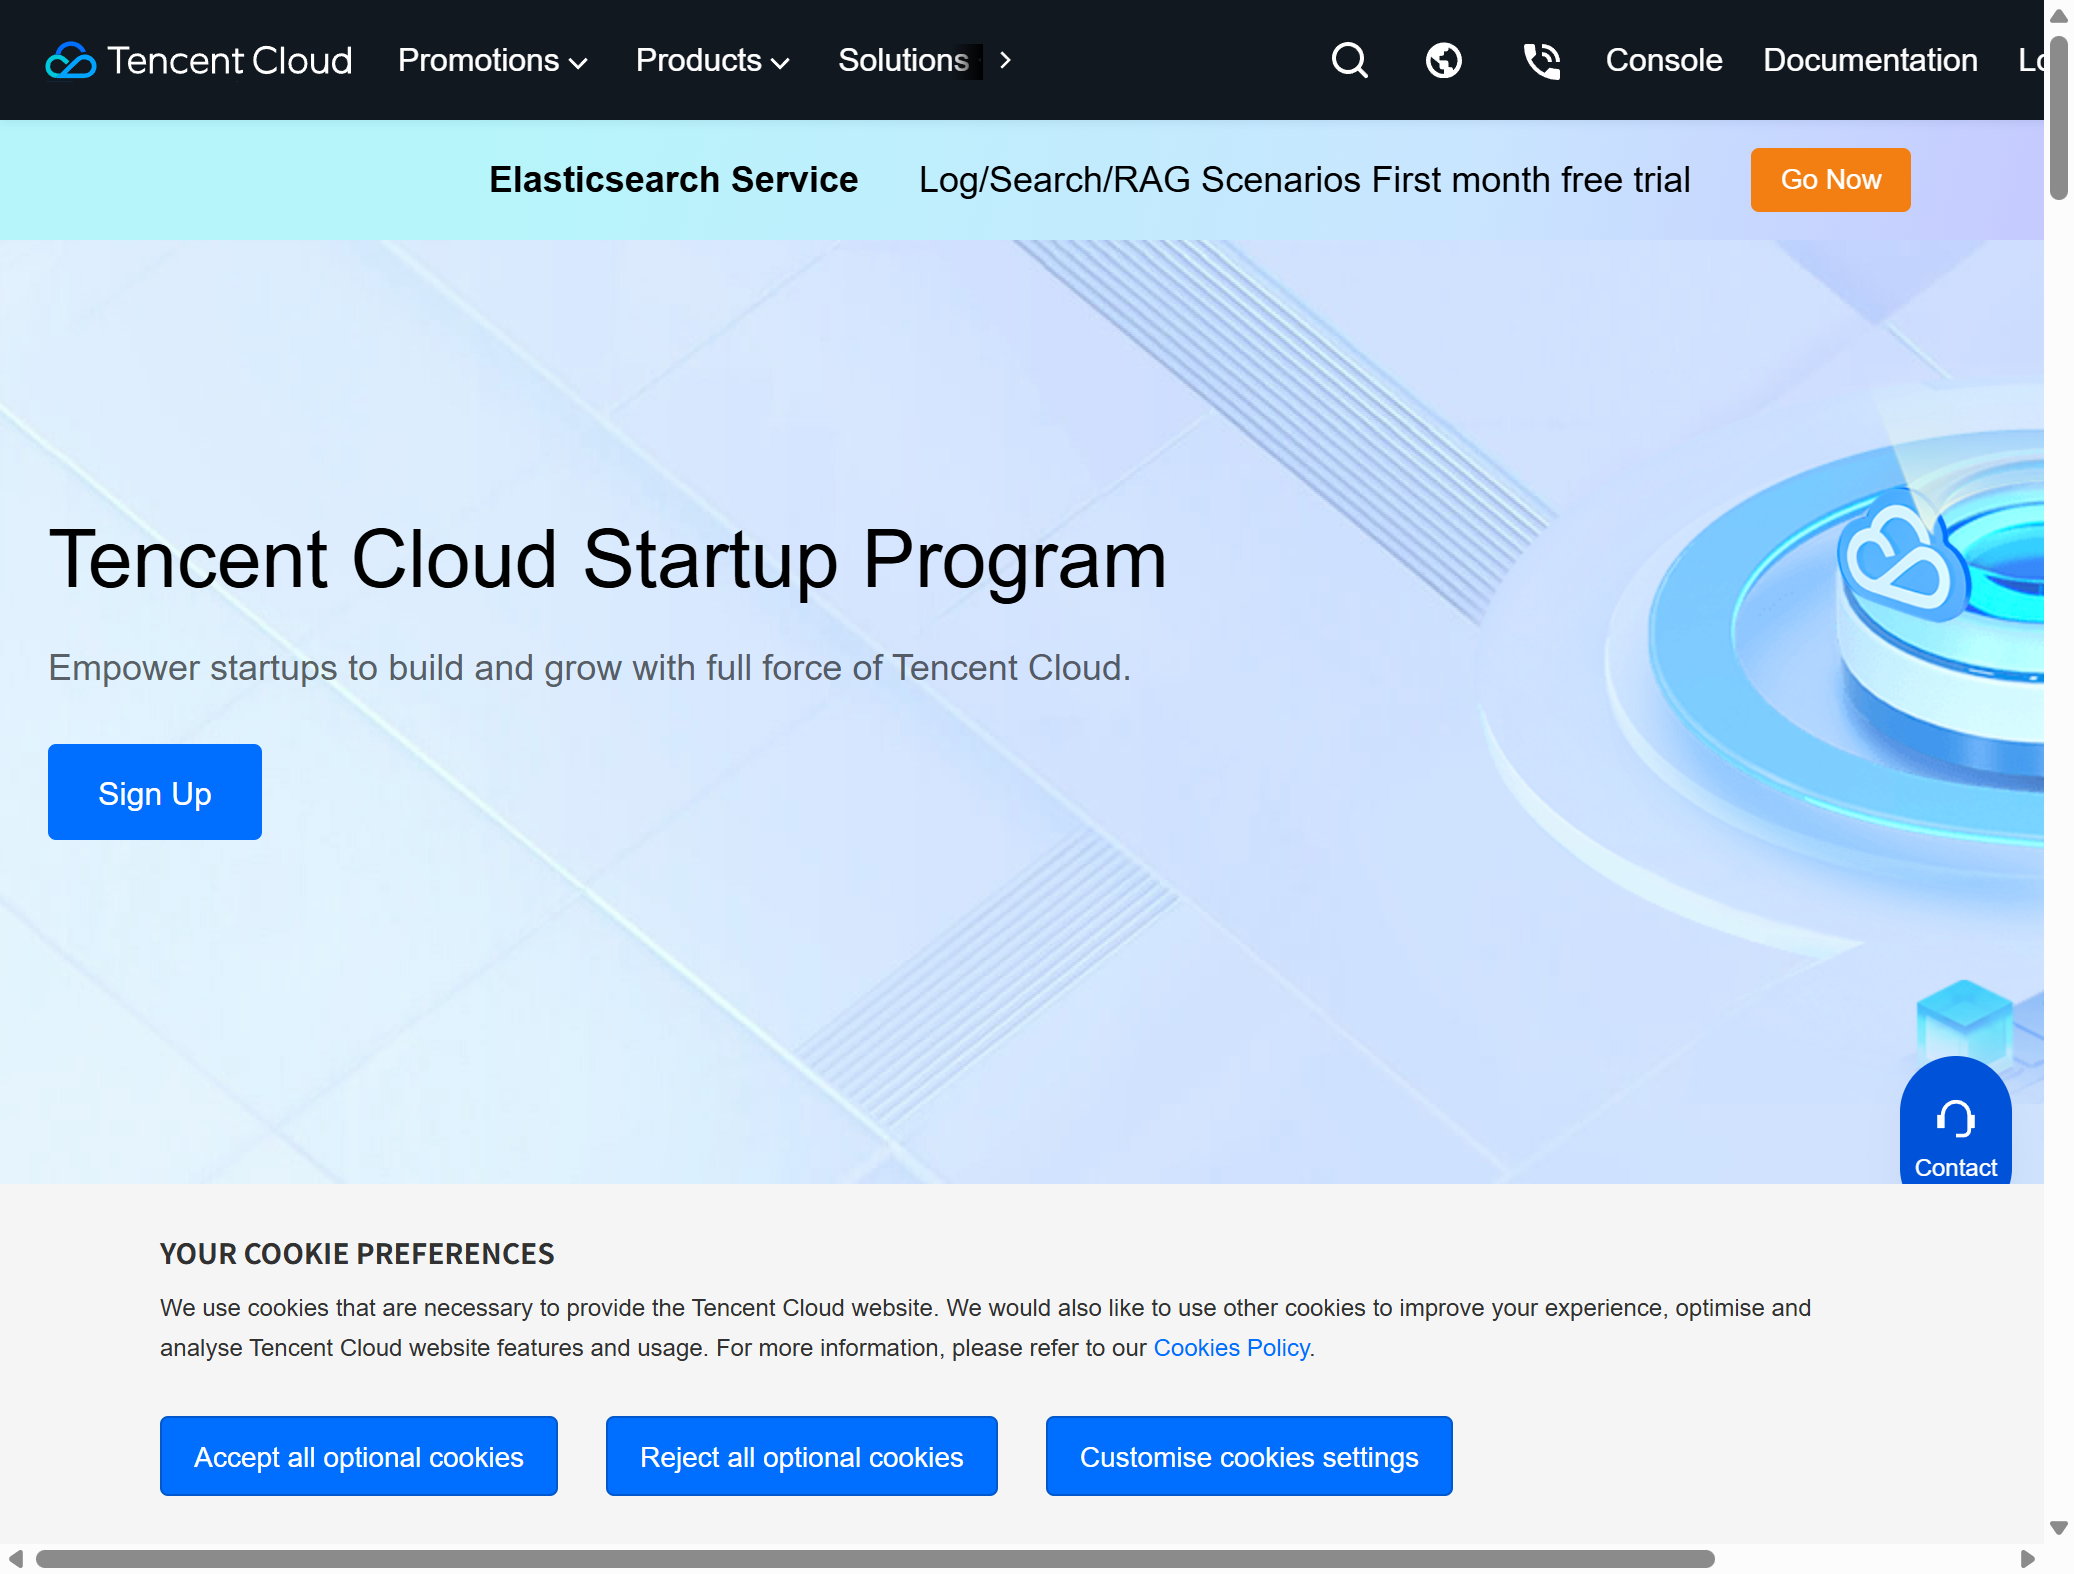 Tencent Cloud Promotions Products Solutions Console Documentation
Elasticsearch Service Log/Search/RAG Scenarios First month free trial Go Now
Tencent Cloud Startup Program
Empower startups to build and grow with full force of Tencent Cloud.
Sign Up
Contact
YOUR COOKIE PREFERENCES
We use cookies that are necessary to provide the Tencent Cloud website. We would also like to use other cookies to improve your experience, optimise and
analyse Tencent Cloud website features and usage. For more information, please refer to our Cookies Policy.
Accept all optional cookies Reject all optional cookies Customise cookies settings